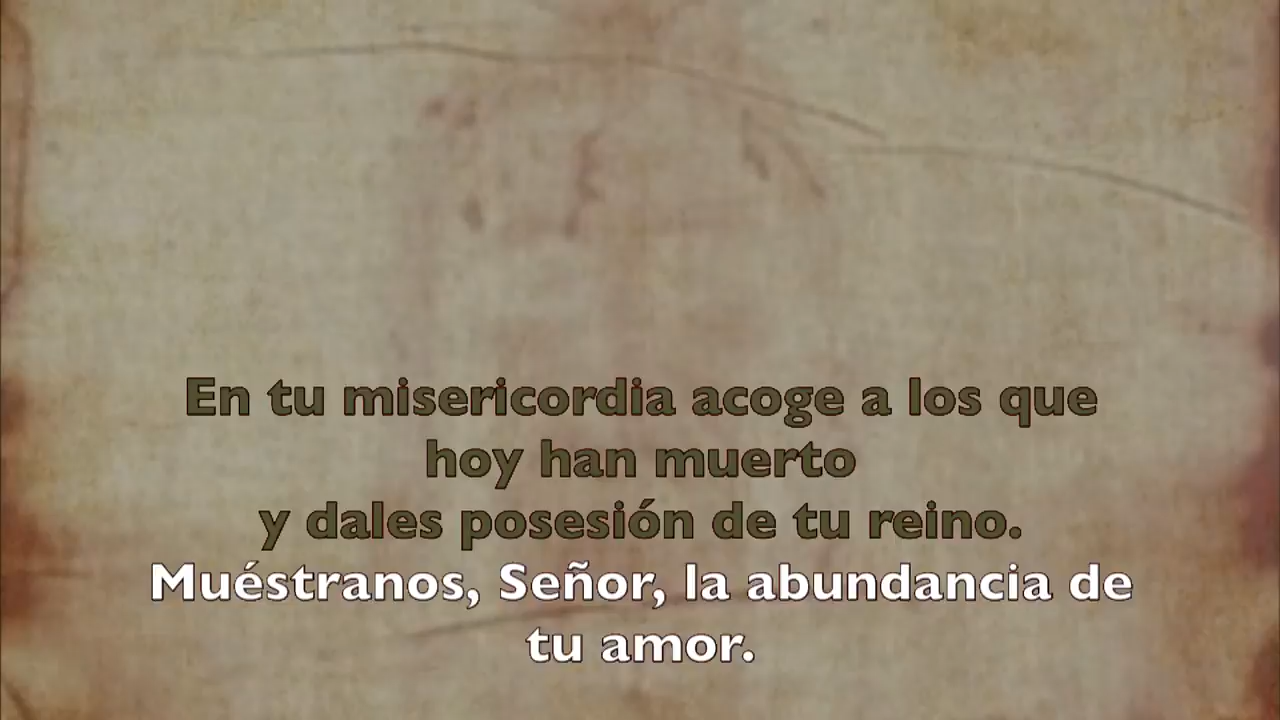 En tu misericordia acoge a los que
hoy han muerto
y dales posesión de tu reino.
Muéstranos, Señor, la abundancia de
tu amor.